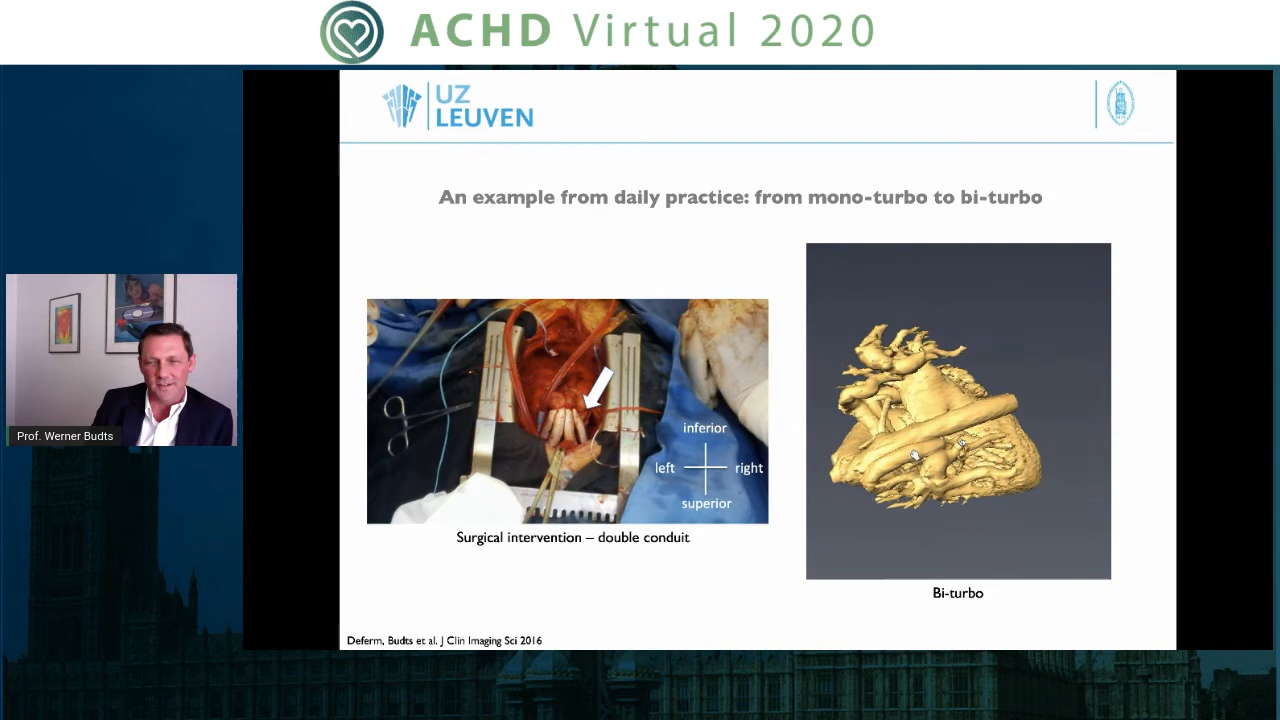 ACHD Virtual 2020
UZ
LEUVEN
An example from daily practice: from mono-turbo to bi-turbo
inferior
left
right
superior
Surgical intervention – double conduit
Bi-turbo
Deferm, Budts et al. J Clin Imaging Sci 2016
Prof. Werner Budts